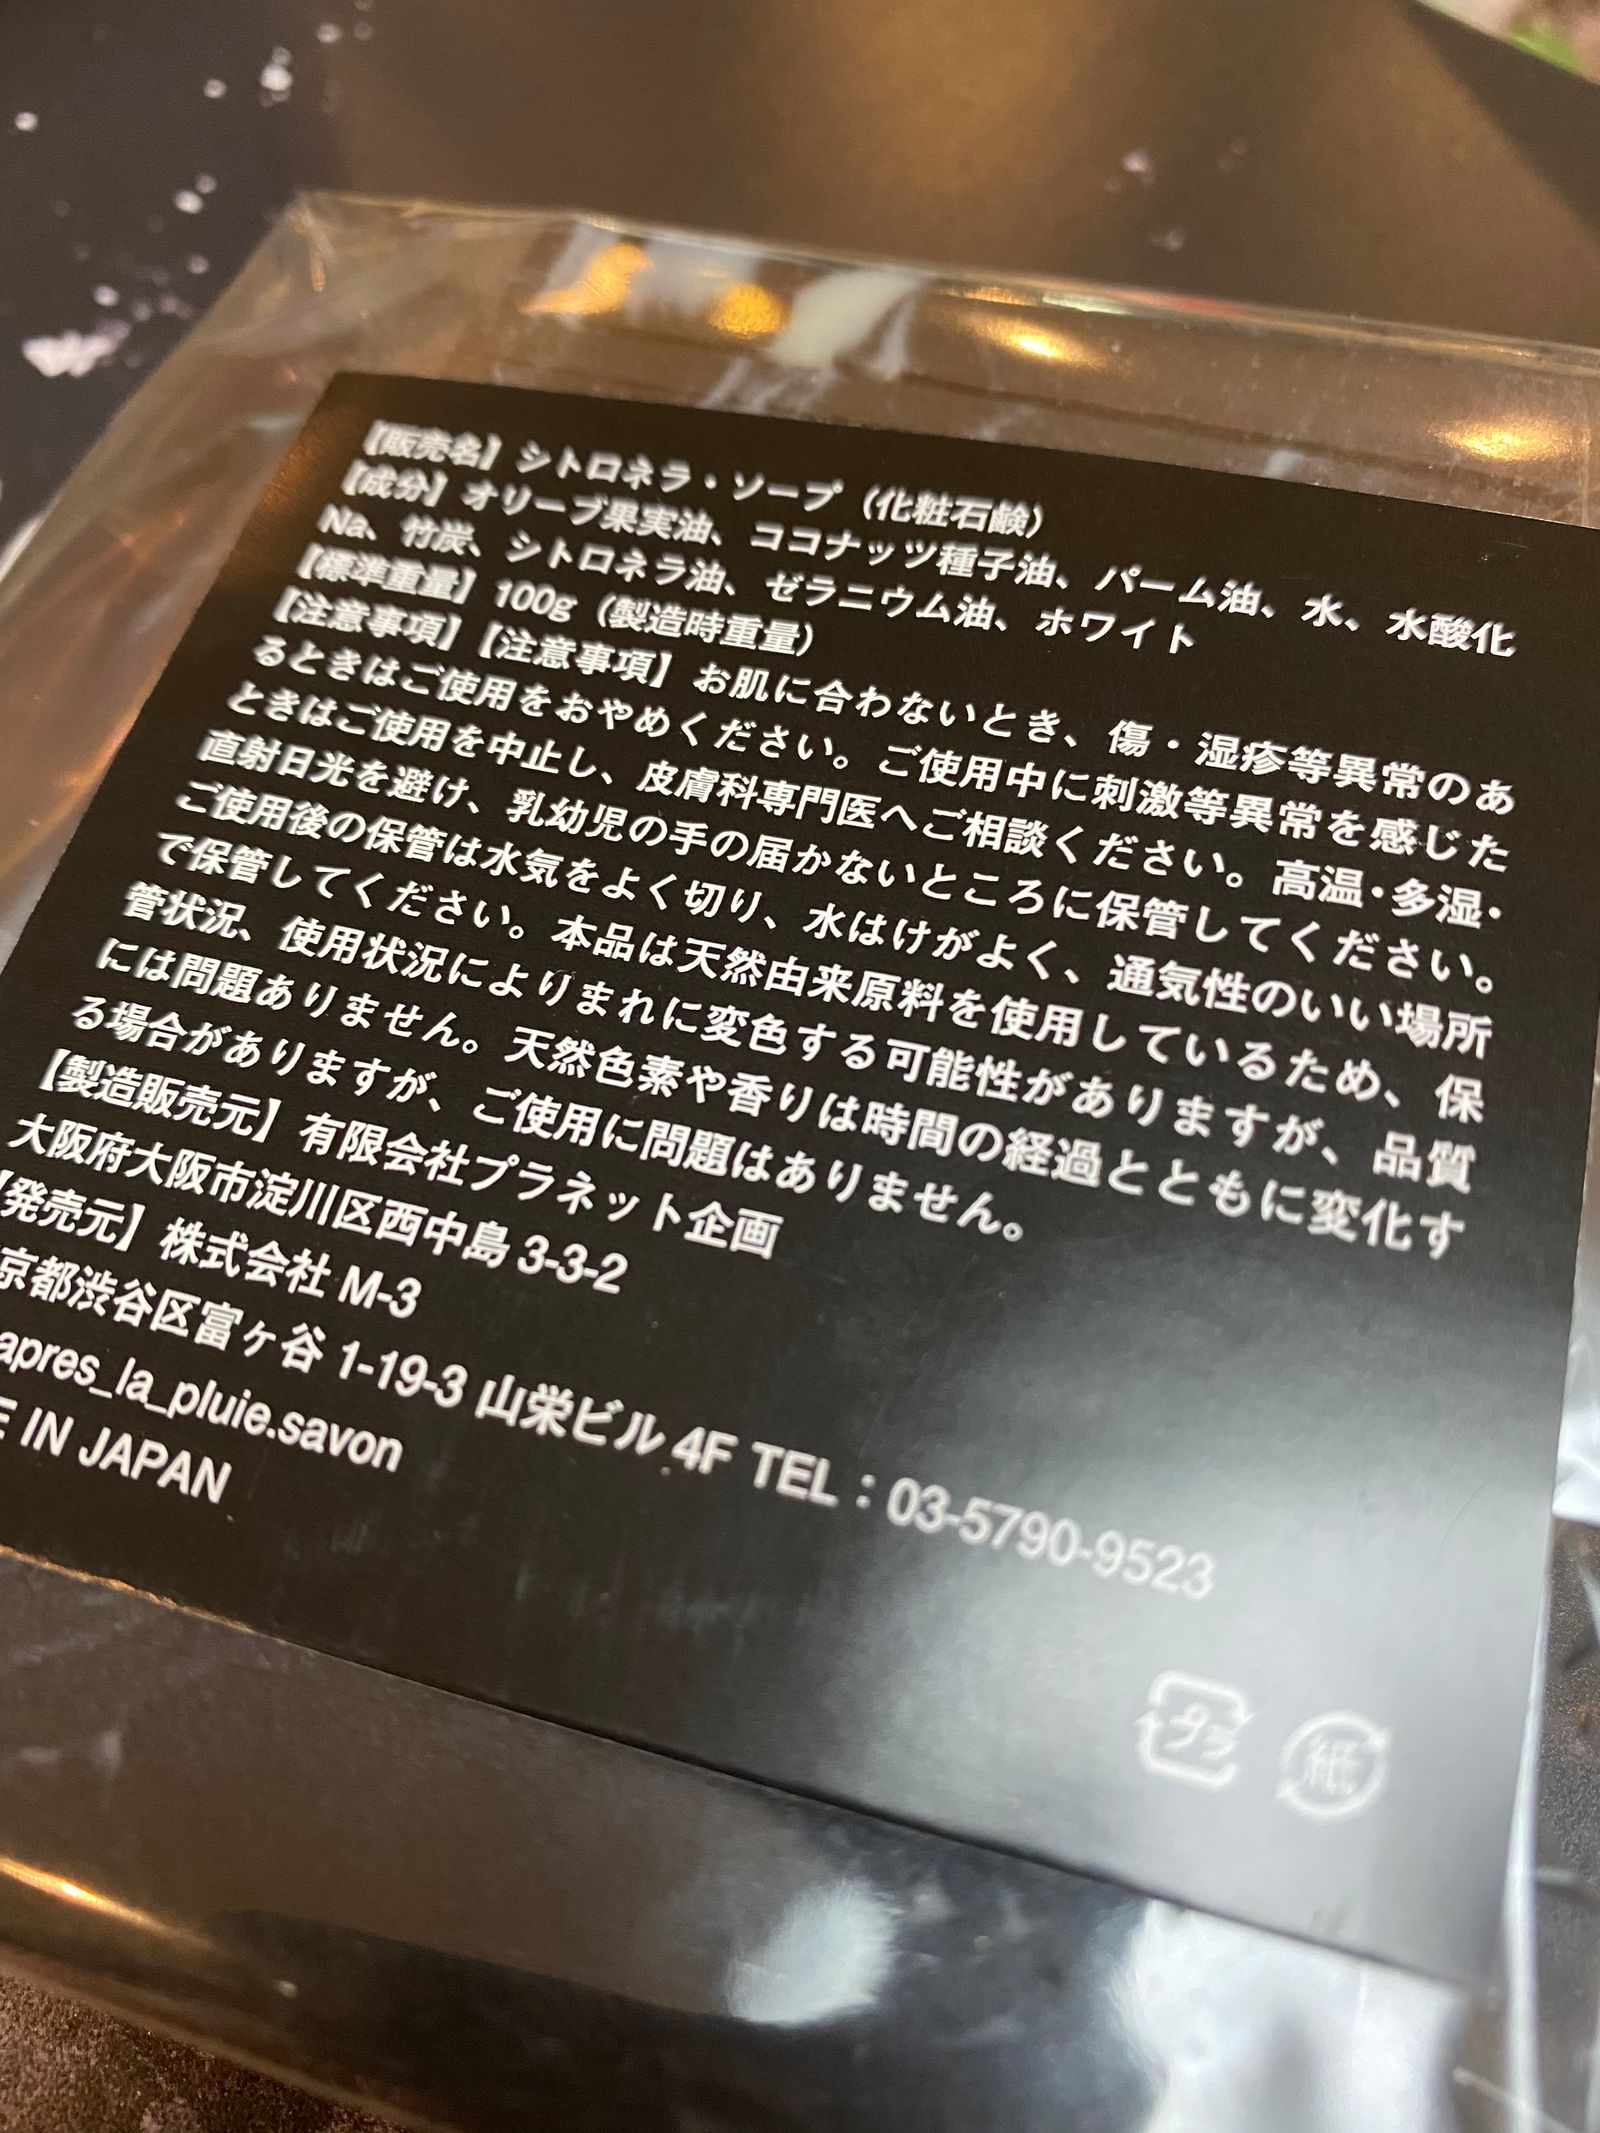 【販売名】シトロネラ・ソープ（化粧石鹸）
【成分】オリーブ果実油、ココナッツ種子油、パーム油、水、水酸化
Na、竹炭、シトロネラ油、ゼラニウム油、ホワイト
【標準重量】100g（製造時重量）
【注意事項】【注意事項】お肌に合わないとき、傷・湿疹等異常のあ
るときはご使用をおやめください。ご使用中に刺激等異常を感じた
ときはご使用を中止し、皮膚科専門医へご相談ください。高温・多湿・
直射日光を避け、乳幼児の手の届かないところに保管してください。
ご使用後の保管は水気をよく切り、水はけがよく、通気性のいい場所
で保管してください。本品は天然由来原料を使用しているため、保
管状況、使用状況によりまれに変色する可能性がありますが、品質
には問題ありません。天然色素や香りは時間の経過とともに変化す
る場合がありますが、ご使用に問題はありません。
【製造販売元】有限会社プラネット企画
大阪府大阪市淀川区西中島 3-3-2
【発売元】株式会社 M-3
京都渋谷区富ヶ谷 1-19-3 山栄ビル 4F TEL：03-5790-9523
apres_la_pluie.savon
E IN JAPAN
プラ
紙